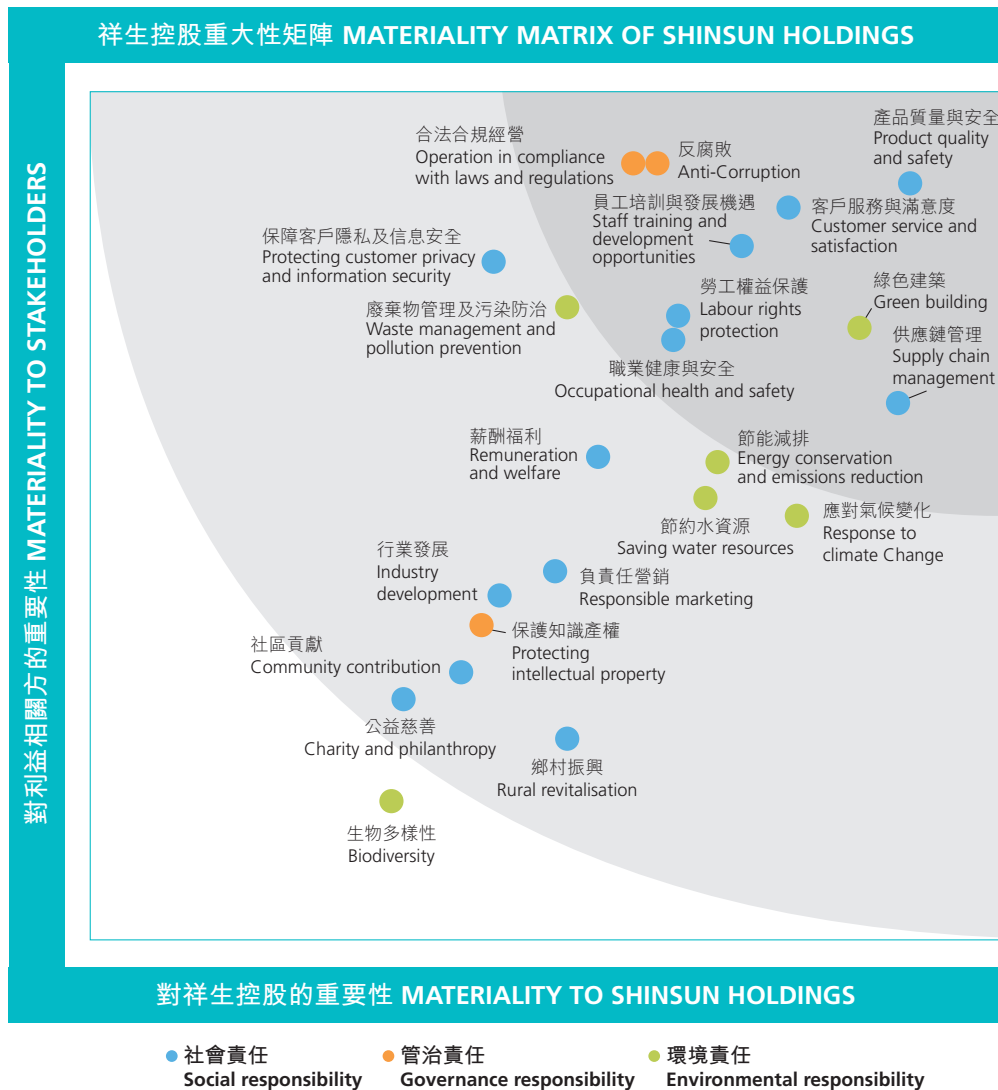 祥生控股重大性矩陣 MATERIALITY MATRIX OF SHINSUN HOLDINGS
對利益相關方的重要性 MATERIALITY TO STAKEHOLDERS
合法合規經營
Operation in compliance
with laws and regulations
反腐敗
Anti-Corruption
產品質量與安全
Product quality
and safety
員工培訓與發展機遇
Staff training and
development
opportunities
客戶服務與滿意度
Customer service and
satisfaction
保障客戶隱私及信息安全
Protecting customer privacy
and information security
廢棄物管理及污染防治
Waste management and
pollution prevention
勞工權益保護
Labour rights
protection
綠色建築
Green building
供應鏈管理
Supply chain
management
職業健康與安全
Occupational health and safety
薪酬福利
Remuneration
and welfare
節能減排
Energy conservation
and emissions reduction
節約水資源
Saving water resources
應對氣候變化
Response to
climate Change
行業發展
Industry
development
負責任營銷
Responsible marketing
保護知識產權
Protecting
intellectual property
社區貢獻
Community contribution
公益慈善
Charity and philanthropy
鄉村振興
Rural revitalisation
生物多樣性
Biodiversity
對祥生控股的重要性 MATERIALITY TO SHINSUN HOLDINGS
社會責任
Social responsibility
管治責任
Governance responsibility
環境責任
Environmental responsibility